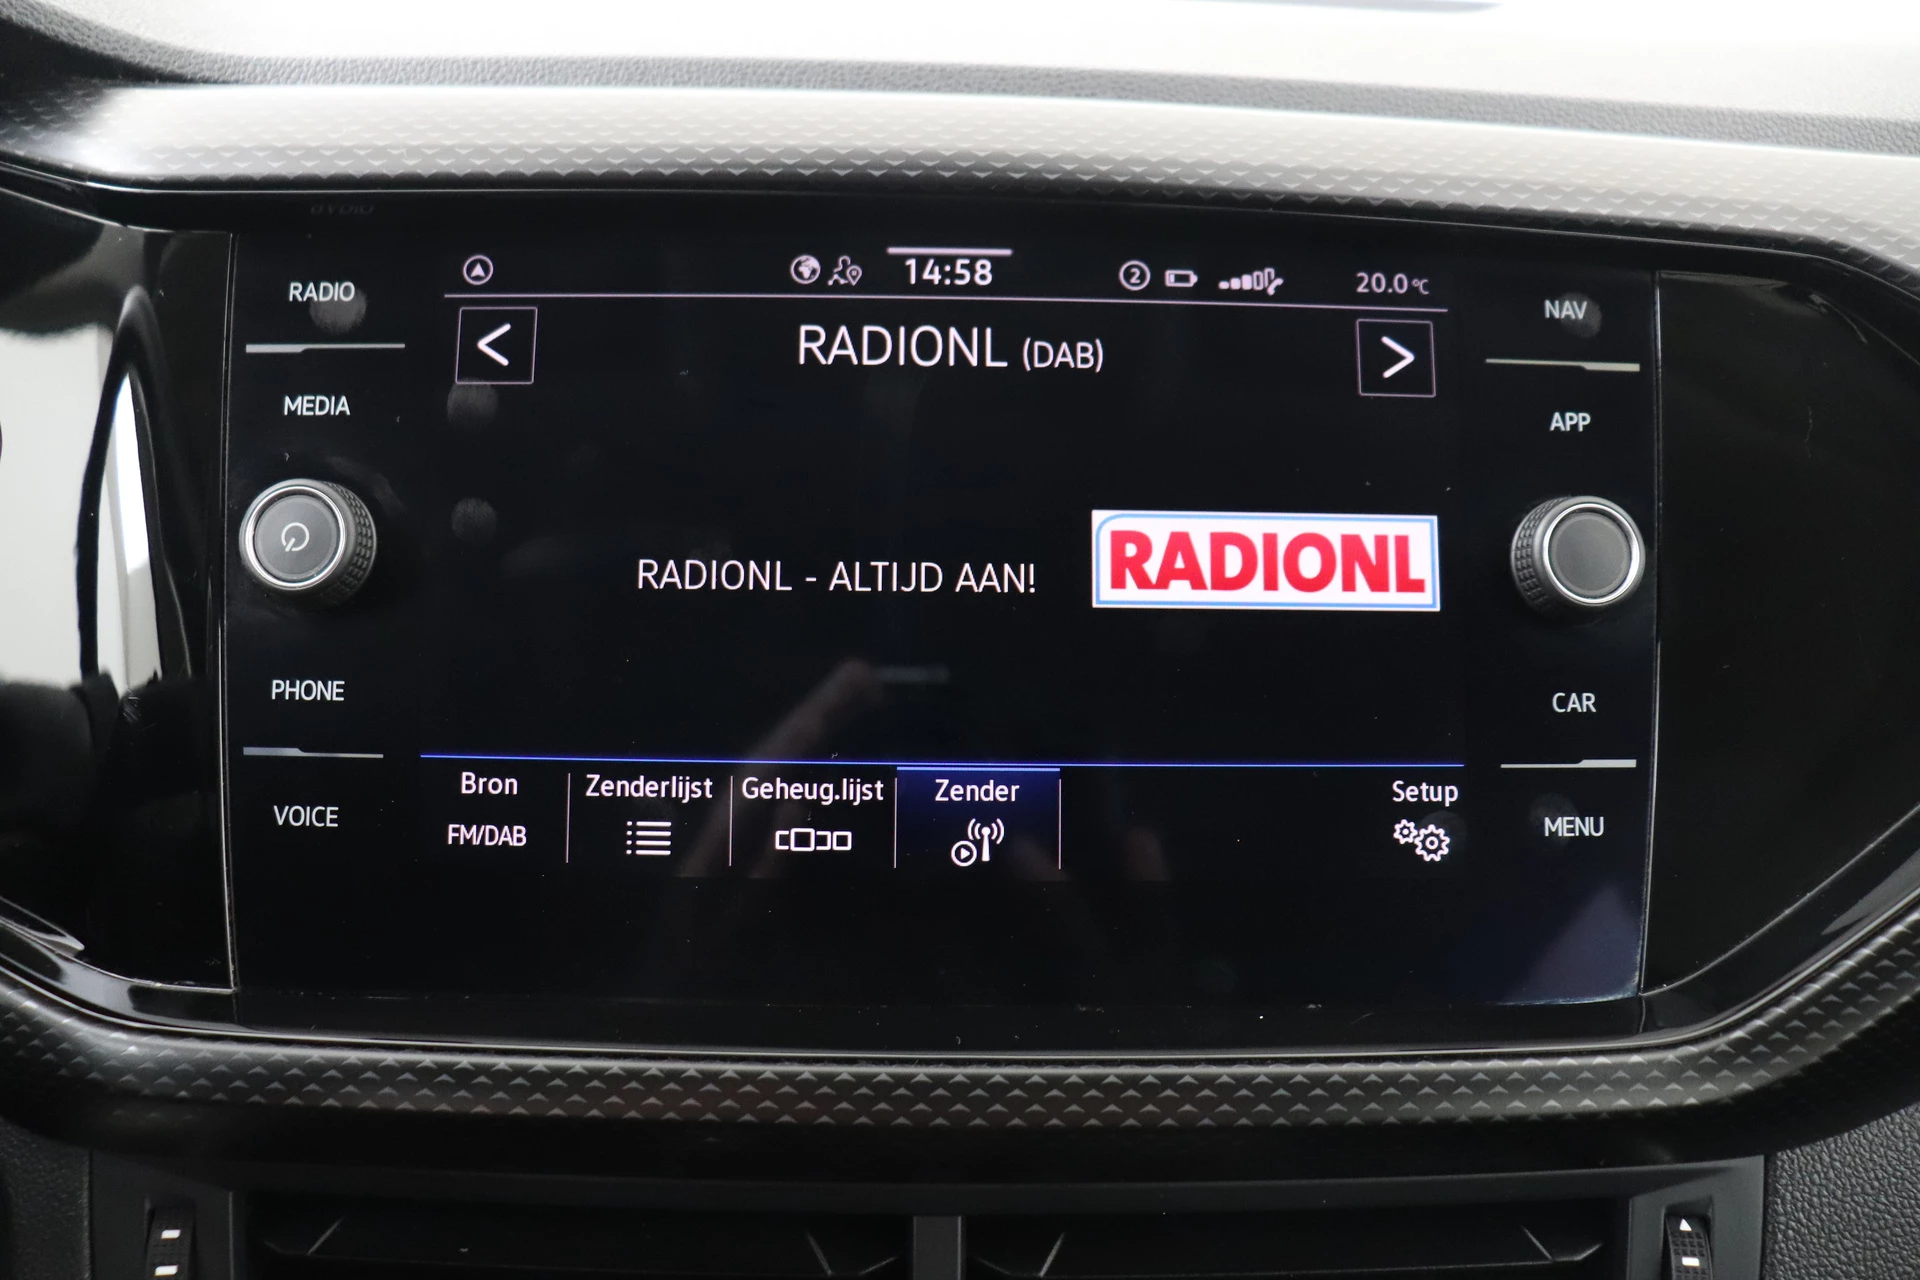 RADIO
MEDIA
PHONE
VOICE
14:58
2
20.0°C
RADIONL (DAB)
RADIONL - ALTIJD AAN!
RADIONL
Bron
FM/DAB
Zenderlijst
Geheug.lijst
Zender
Setup
NAV
APP
CAR
MENU